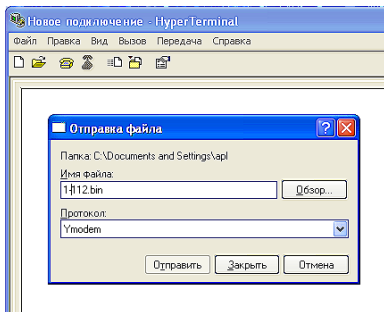 Новое подключение - HyperTerminal
Файл Правка Вид Вызов Передача Справка
Отправка файла
Папка: C:\Documents and Settings\apl
Имя файла:
1-112.bin
Обзор...
Протокол:
Ymodem
Отправить Закрыть Отмена